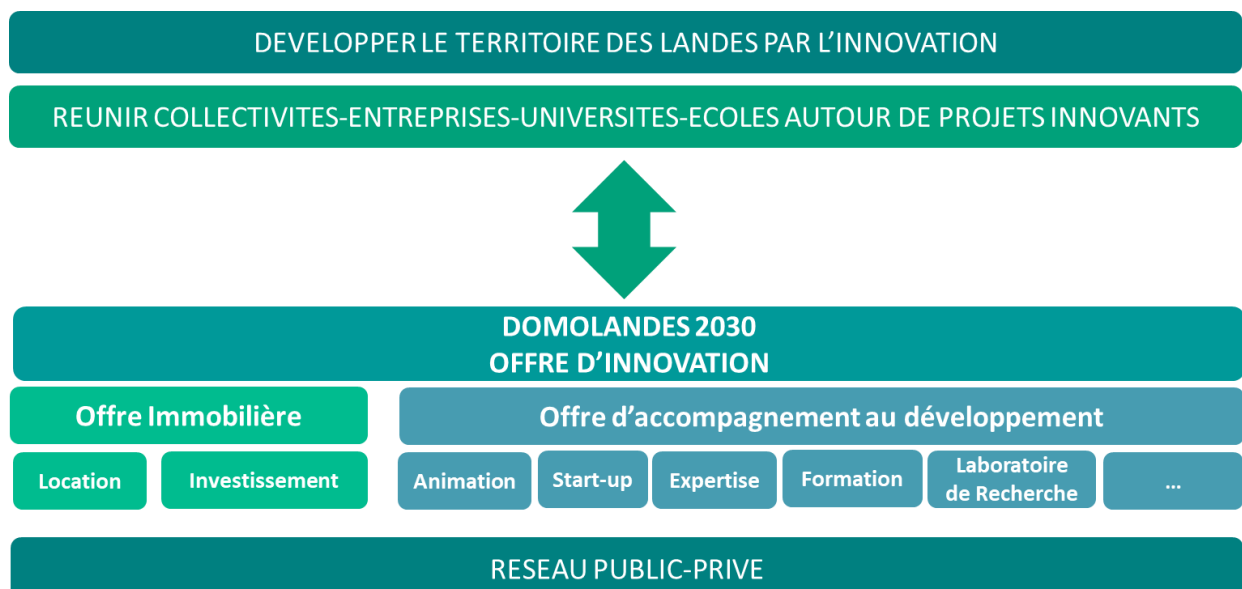 DEVELOPPER LE TERRITOIRE DES LANDES PAR L’INNOVATION
REUNIR COLLECTIVITES-ENTREPRISES-UNIVERSITES-ECOLES AUTOUR DE PROJETS INNOVANTS
DOMOLANDES 2030
OFFRE D’INNOVATION
Offre Immobilière
Offre d’accompagnement au développement
Location
Investissement
Animation
Start-up
Expertise
Formation
Laboratoire
de Recherche
...
RESEAU PUBLIC-PRIVE